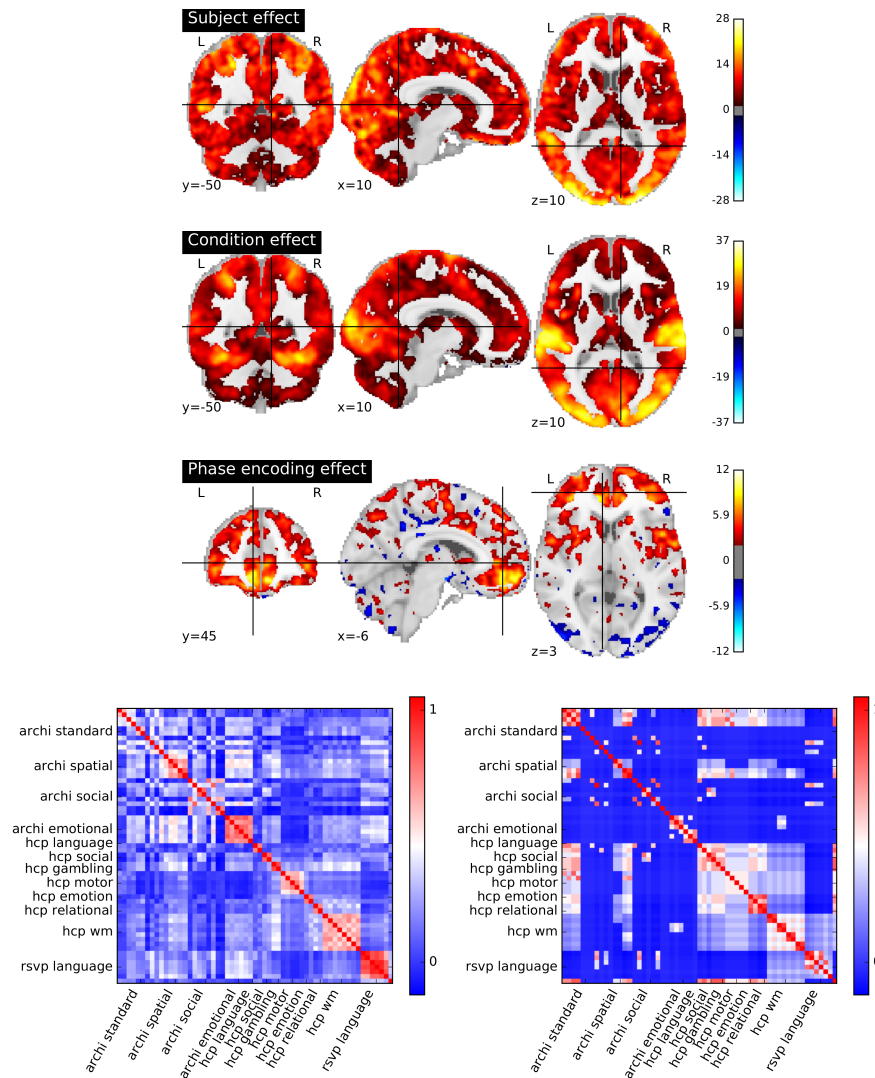 Subject effect
L R
y=-50 x=10 z=10
28
14
0
-14
-28
Condition effect
L R L R
y=-50 x=10 z=10
37
19
0
-19
-37
Phase encoding effect
L R L R
y=45 x=-6 z=3
12
5.9
0
-5.9
-12
archi standard
archi spatial
archi social
archi emotional
hcp language
hcp social
hcp gambling
hcp motor
hcp emotion
hcp relational
hcp wm
rsvp language
archi standard
archi spatial
archi social
archi emotional
hcp language
hcp social
hcp gambling
hcp motor
hcp emotion
hcp relational
hcp wm
rsvp language
1
0
archi standard
archi spatial
archi social
archi emotional
hcp language
hcp social
hcp gambling
hcp motor
hcp emotion
hcp relational
hcp wm
rsvp language
archi standard
archi spatial
archi social
archi emotional
hcp language
hcp social
hcp gambling
hcp motor
hcp emotion
hcp relational
hcp wm
rsvp language